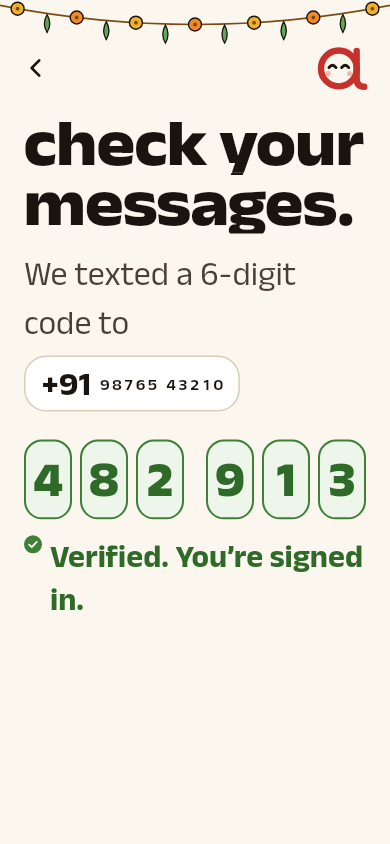 check your
messages.
We texted a 6-digit
code to
+91 98765 43210
4 8 2 9 1 3
Verified. You’re signed
in.